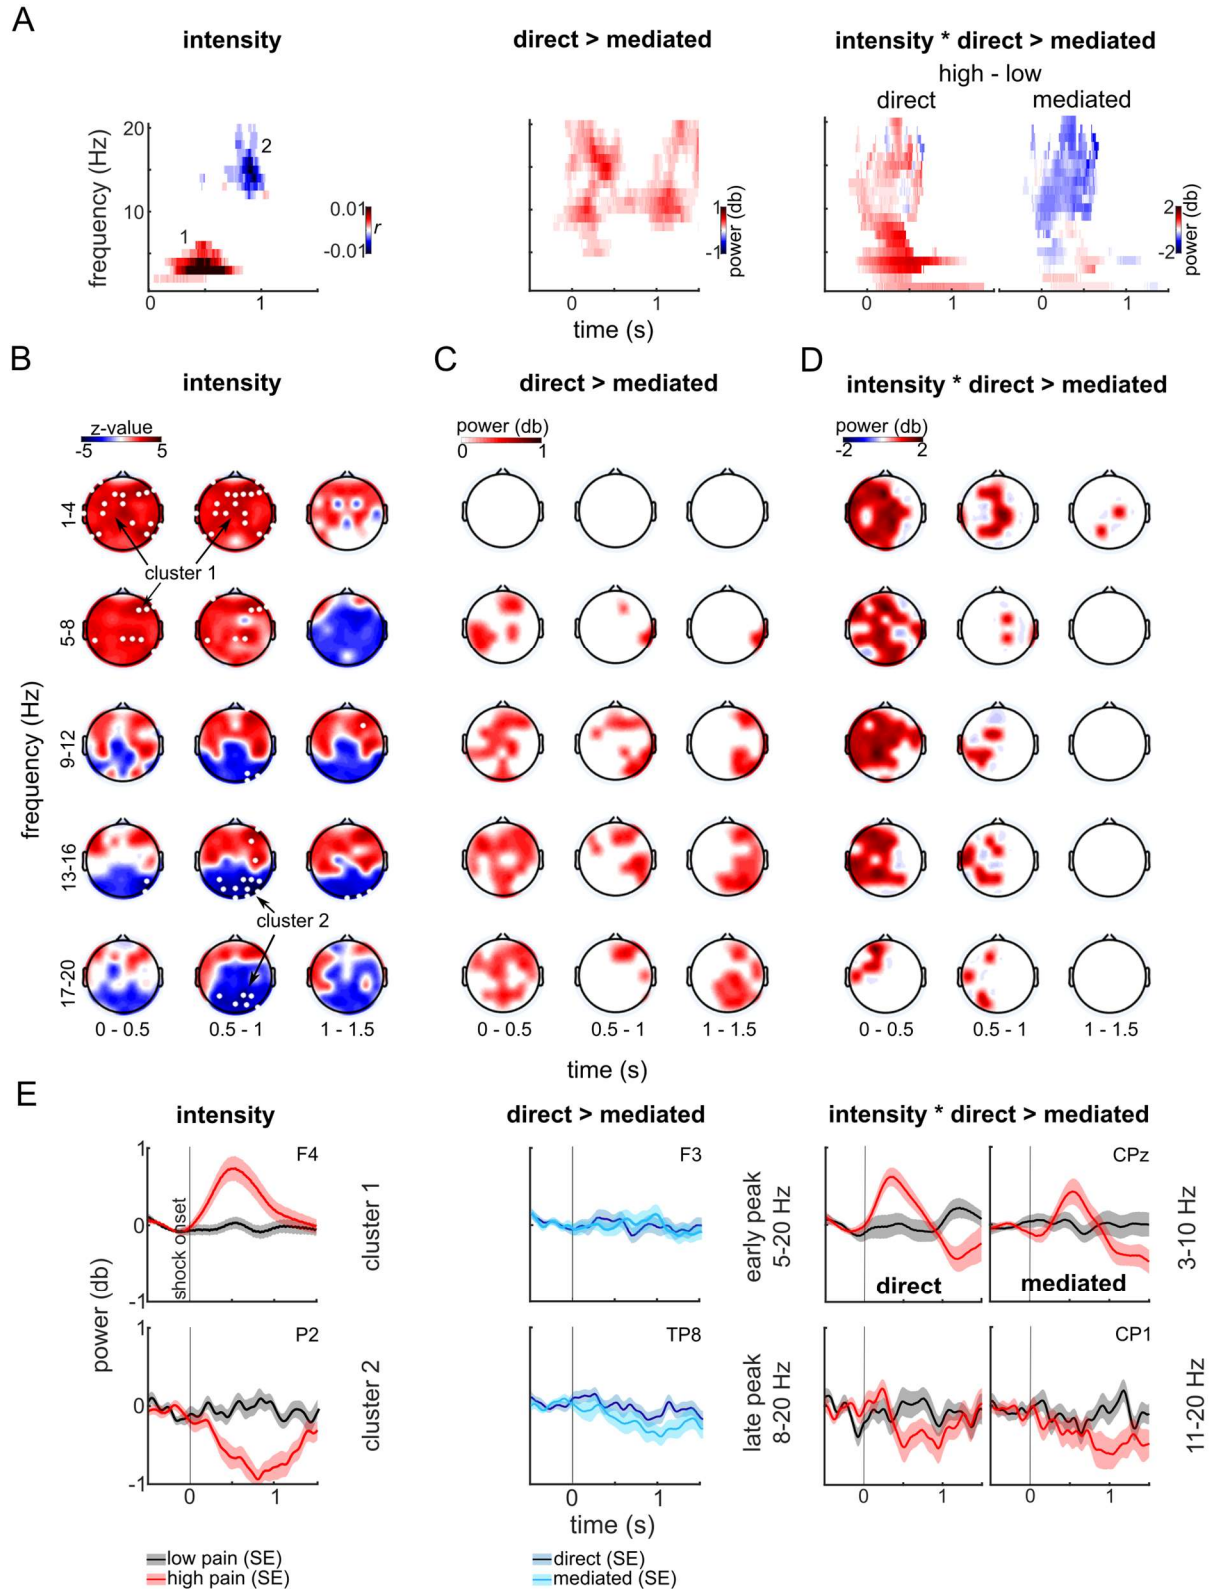 A
intensity
direct > mediated
intensity * direct > mediated
high - low
direct
mediated
frequency (Hz)
20
10
1
2
0.01
-0.01
r
0
1
1
-1
power (db)
0
1
time (s)
2
-2
power (db)
0
1
0
1
B
intensity
C
direct > mediated
D
intensity * direct > mediated
z-value
-5
5
power (db)
0
1
power (db)
-2
2
frequency (Hz)
1-4
cluster 1
5-8
9-12
13-16
cluster 2
17-20
0 - 0.5
0.5 - 1
1 - 1.5
0 - 0.5
0.5 - 1
1 - 1.5
0 - 0.5
0.5 - 1
1 - 1.5
time (s)
E
intensity
direct > mediated
intensity * direct > mediated
power (db)
1
0
-1
F4
shock onset
cluster 1
F3
early peak
5-20 Hz
direct
CPz
mediated
3-10 Hz
1
0
-1
P2
cluster 2
TP8
late peak
8-20 Hz
CP1
11-20 Hz
0
1
0
1
0
1
0
1
time (s)
low pain (SE)
high pain (SE)
direct (SE)
mediated (SE)